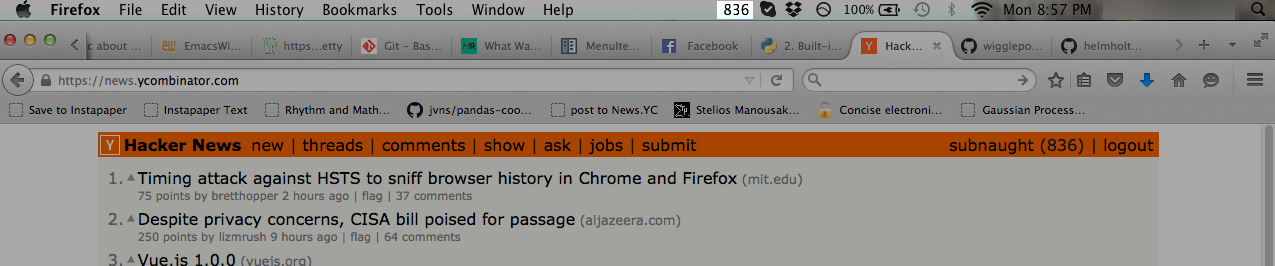 Firefox File Edit View History Bookmarks Tools Window Help 836 100% Mon 8:57 PM
c about ... EmacsWi... https...etty Git - Bas... What Wa... Menulte... Facebook 2. Built-i... Hack... wigglepo... helmholt...
https://news.ycombinator.com
Save to Instapaper Instapaper Text Rhythm and Math... jvns/pandas-coo... post to News.YC Stelios Manousak... Concise electroni... Gaussian Process...
Y Hacker News new | threads | comments | show | ask | jobs | submit subnaught (836) | logout
1. Timing attack against HSTS to sniff browser history in Chrome and Firefox (mit.edu)
75 points by bretthopper 2 hours ago | flag | 37 comments
2. Despite privacy concerns, CISA bill poised for passage (aljazeera.com)
250 points by lizmrush 9 hours ago | flag | 64 comments
3. Vue.js 1.0.0 (vuejs.org)